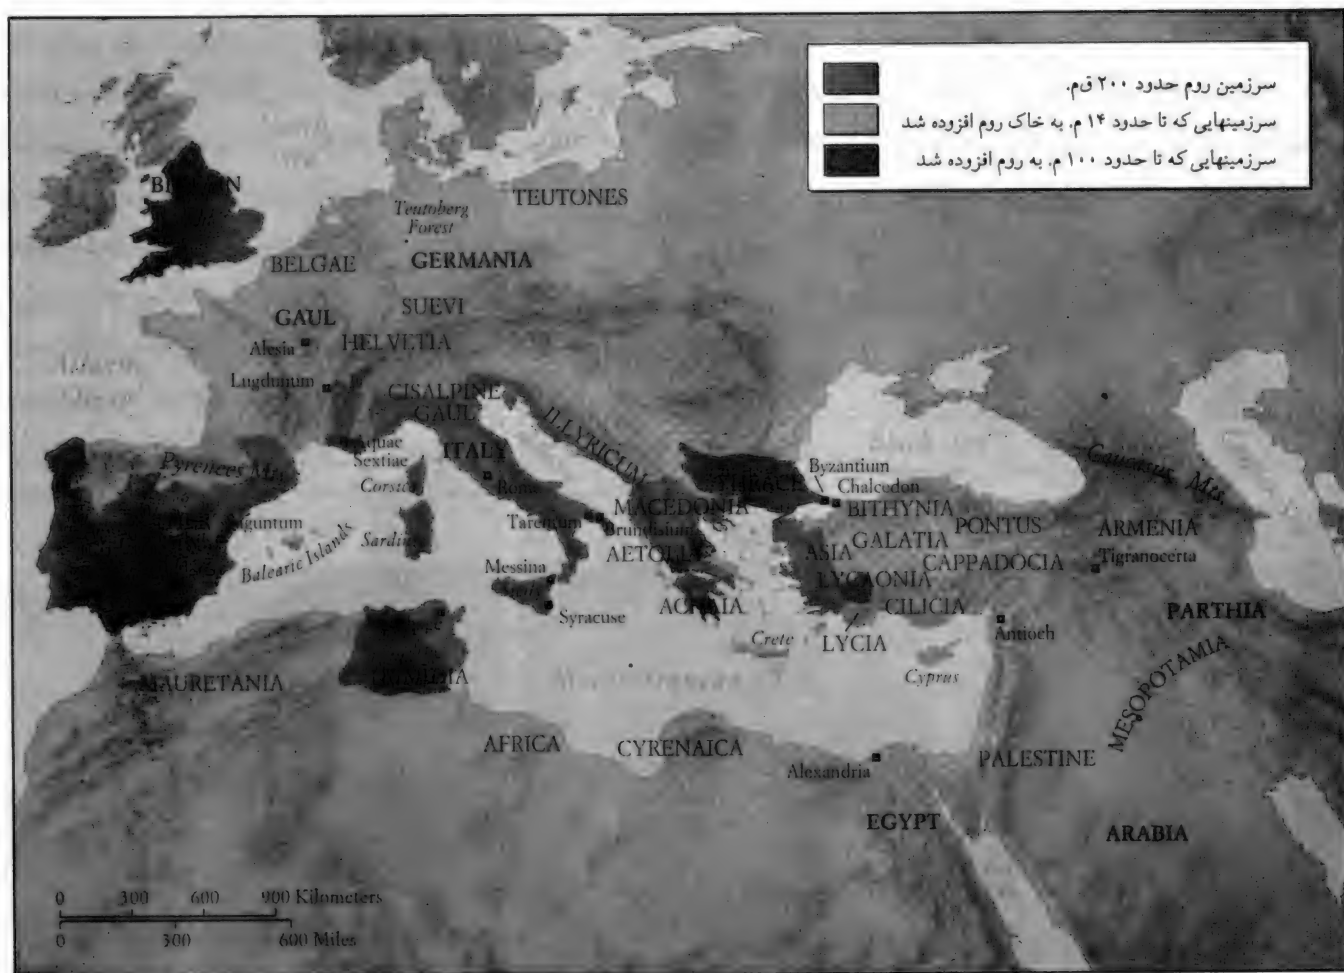 سرزمین روم حدود ۲۰۰ ق‌م.
سرزمینهایی که تا حدود ۱۴ م. به خاک روم افزوده شد
سرزمینهایی که تا حدود ۱۰۰ م. به روم افزوده شد
TEUTONES
Teutoberg
Forest
BELGAE
GERMANIA
SUEVI
GAUL
Alesia
HELVETIA
Lugdunum
CISALPINE
GAUL
ILLYRICUM
Aquae
Sextiae
ITALY
Pyrenees Mts.
Corsica
Rome
THRACE
Byzantium
Chalcedon
Caucasus Mts.
MACEDONIA
BITHYNIA
Saguntum
Tarentum
Brundisium
PONTUS
ARMENIA
Balearic Islands
AETOLIA
ASIA
GALATIA
CAPPADOCIA
Tigranocerta
Messina
LYCAONIA
ACHAIA
CILICIA
PARTHIA
Syracuse
Crete
LYCIA
Antioch
MAURETANIA
Cyprus
MESOPOTAMIA
AFRICA
CYRENAICA
PALESTINE
Alexandria
EGYPT
ARABIA
0 300 600 900 Kilometers
0 300 600 Miles